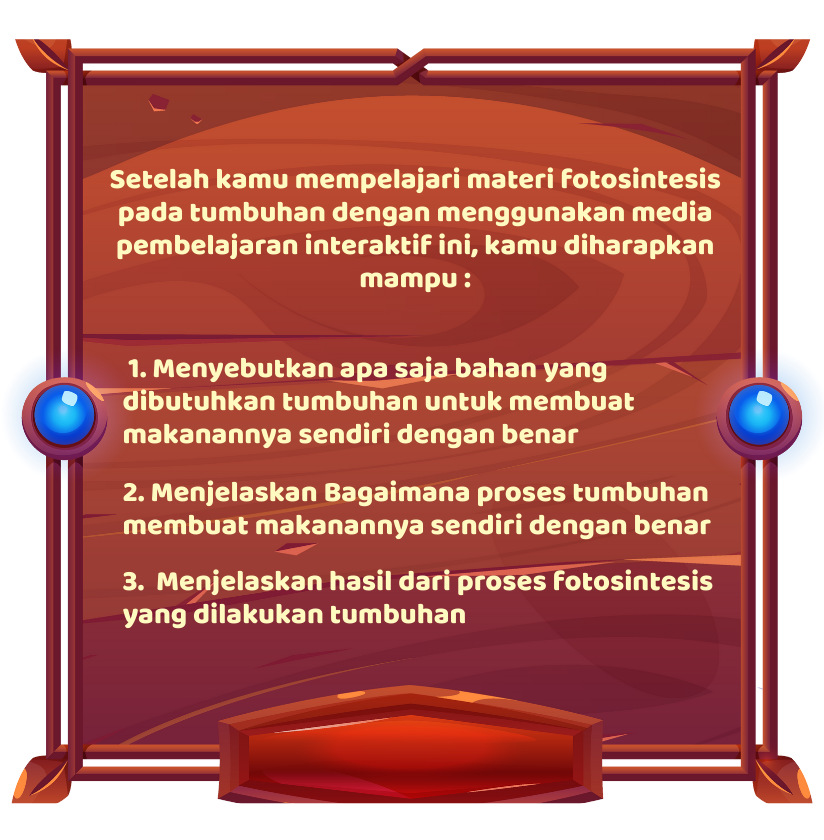 Setelah kamu mempelajari materi fotosintesis
pada tumbuhan dengan menggunakan media
pembelajaran interaktif ini, kamu diharapkan
mampu :
1. Menyebutkan apa saja bahan yang
dibutuhkan tumbuhan untuk membuat
makanannya sendiri dengan benar
2. Menjelaskan Bagaimana proses tumbuhan
membuat makanannya sendiri dengan benar
3. Menjelaskan hasil dari proses fotosintesis
yang dilakukan tumbuhan